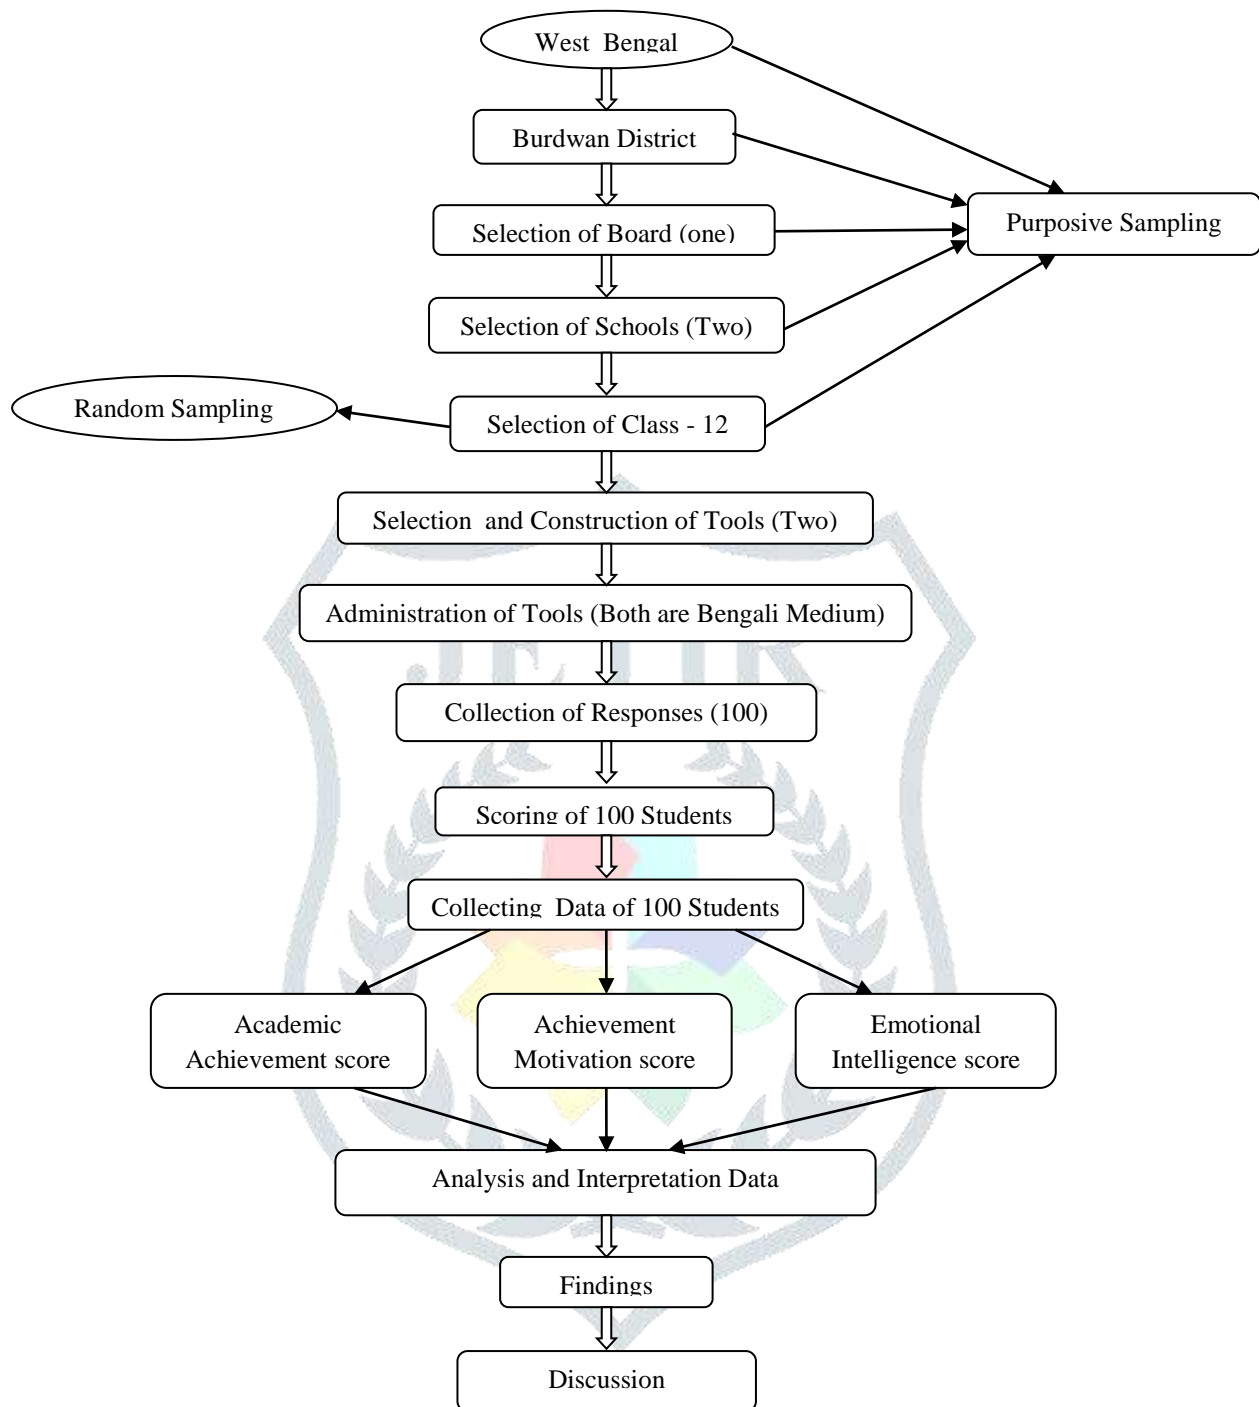 West Bengal
Burdwan District
Selection of Board (one)
Purposive Sampling
Selection of Schools (Two)
Random Sampling
Selection of Class - 12
Selection and Construction of Tools (Two)
Administration of Tools (Both are Bengali Medium)
JETIR
Collection of Responses (100)
Scoring of 100 Students
Collecting Data of 100 Students
Academic
Achievement score
Achievement
Motivation score
Emotional
Intelligence score
Analysis and Interpretation Data
Findings
Discussion